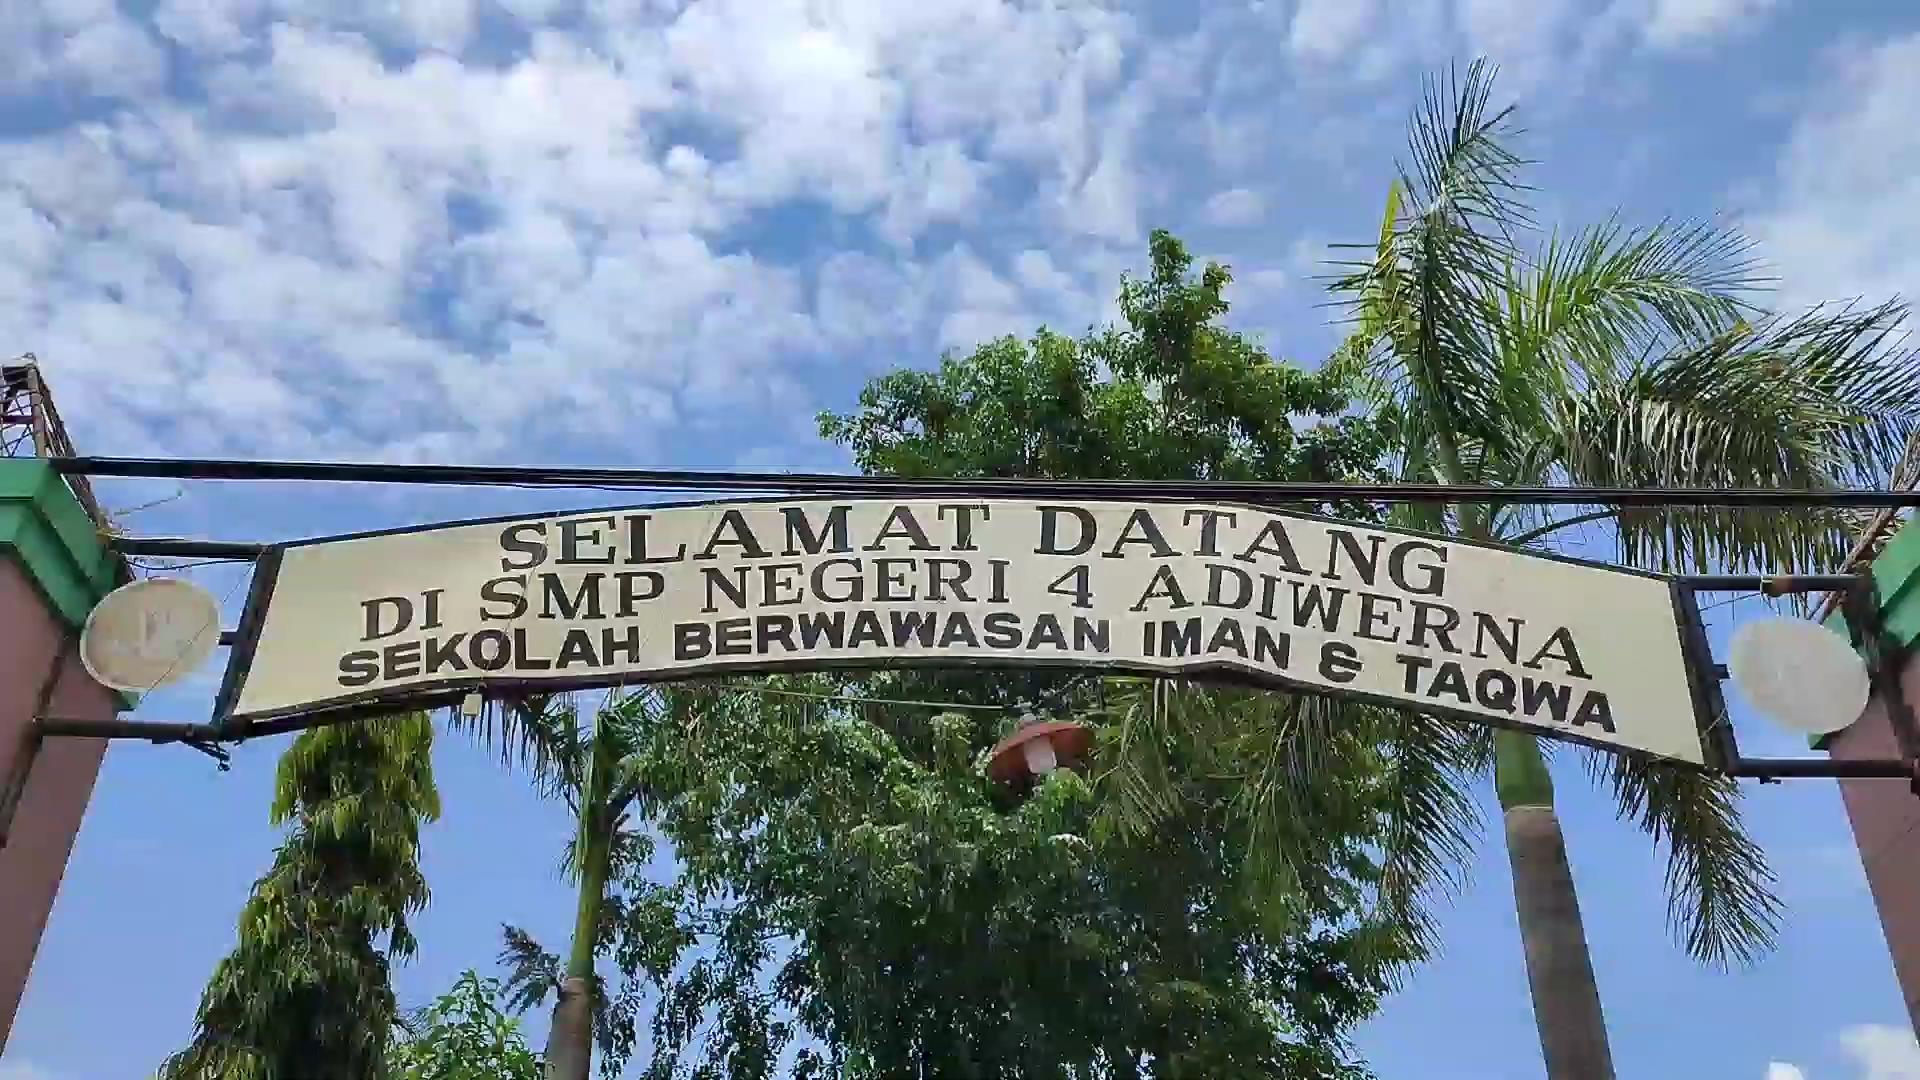 SELAMAT DATANG
DI SMP NEGERI 4 ADIWERNA
SEKOLAH BERWAWASAN IMAN & TAQWA